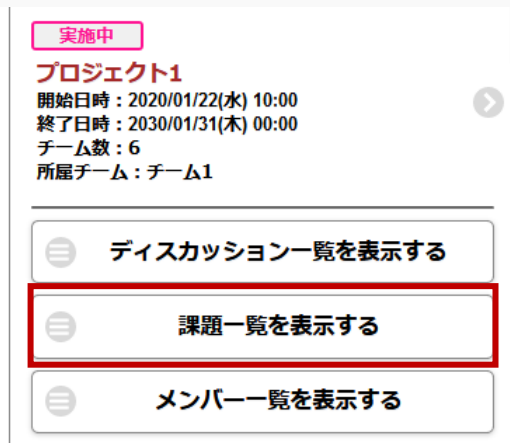 実施中
プロジェクト1
開始日時：2020/01/22(水) 10:00
終了日時：2030/01/31(木) 00:00
チーム数：6
所属チーム：チーム1
ディスカッション一覧を表示する
課題一覧を表示する
メンバー一覧を表示する